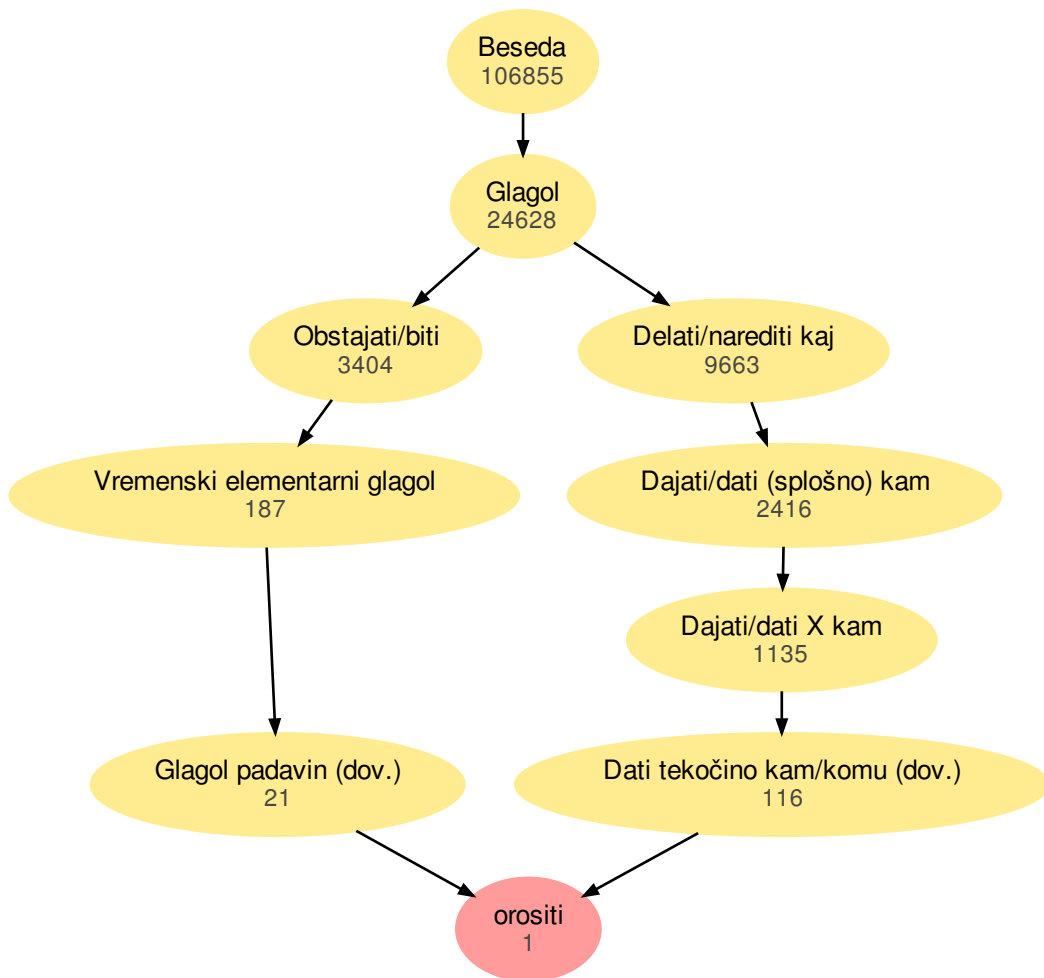 Beseda
106855
Glagol
24628
Obstajati/biti
3404
Delati/narediti kaj
9663
Vremenski elementarni glagol
187
Dajati/dati (splošno) kam
2416
Dajati/dati X kam
1135
Glagol padavin (dov.)
21
Dati tekočino kam/komu (dov.)
116
orositi
1